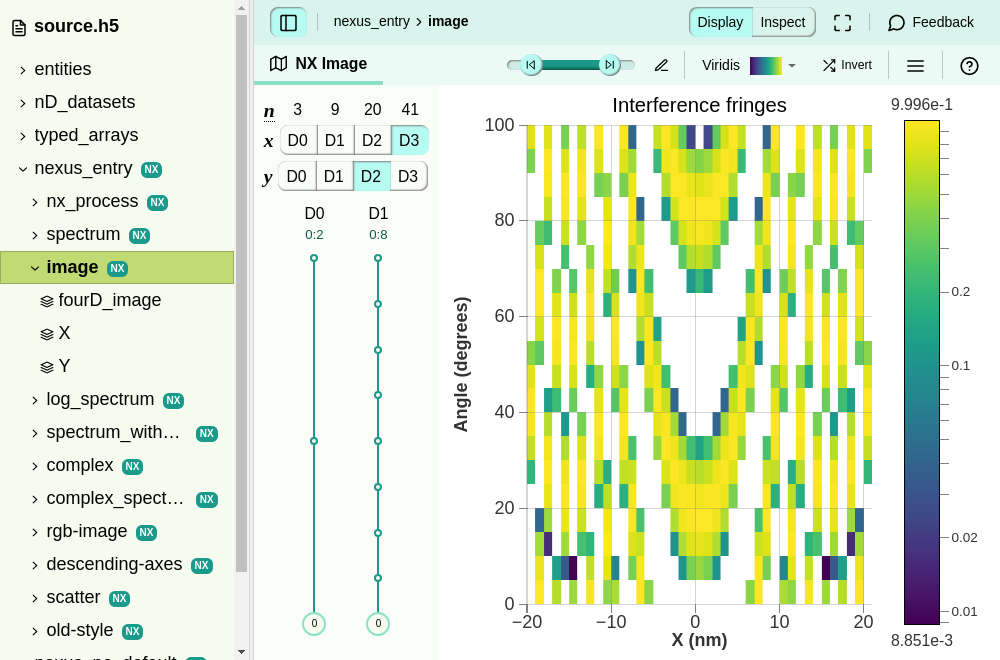 source.h5
entities
nD_datasets
typed_arrays
nexus_entry NX
nx_process NX
spectrum NX
image NX
fourD_image
X
Y
log_spectrum NX
spectrum_with… NX
complex NX
complex_spect… NX
rgb-image NX
descending-axes NX
scatter NX
old-style NX
nexus_entry › image
Display Inspect
Feedback
NX Image
Viridis
Invert
n 3 9 20 41
x D0 D1 D2 D3
y D0 D1 D2 D3
D0 D1
0:2 0:8
0 0
Interference fringes
Angle (degrees)
100
80
60
40
20
0
−20 −10 0 10 20
X (nm)
9.996e-1
0.2
0.1
0.02
0.01
8.851e-3